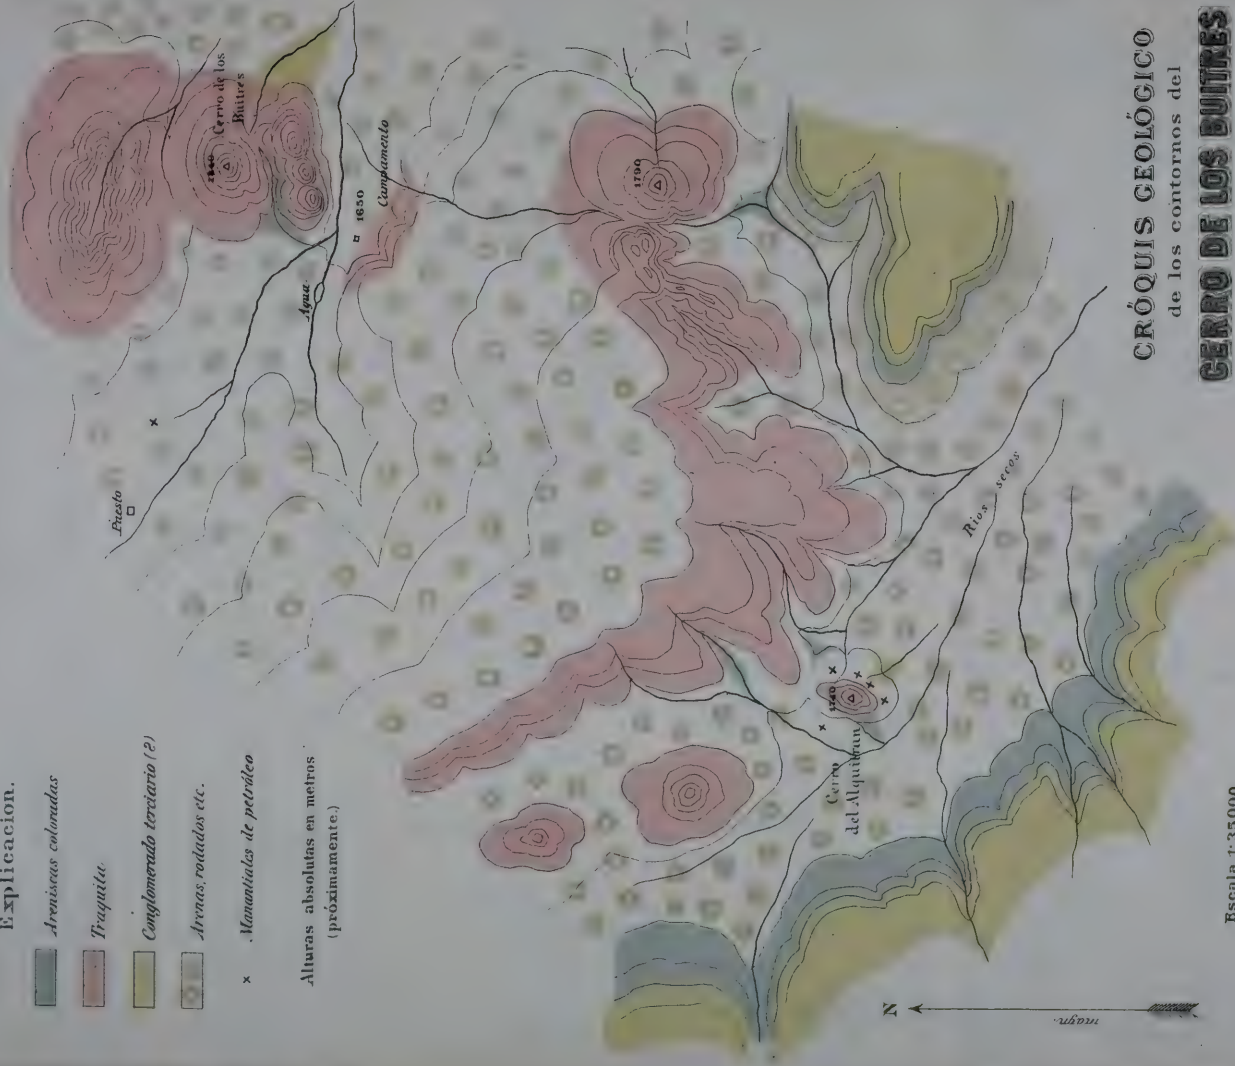 CRÓQUIS GEOLÓGICO
de los contornos del
CERRO DE LOS BUITRES
Explicacion.
Areniscas coloradas
Traquita
Conglomerado terciario (?)
Arenas, rodados etc.
Manantiales de petróleo
Alturas absolutas en metros
(próximamente.)
Puesto
Agua
Cerro de los
Buitres
1650
Campamento
1790
Rios secos
1740
Cerro
del Alquitran
N
magn.
Escala 1:35000